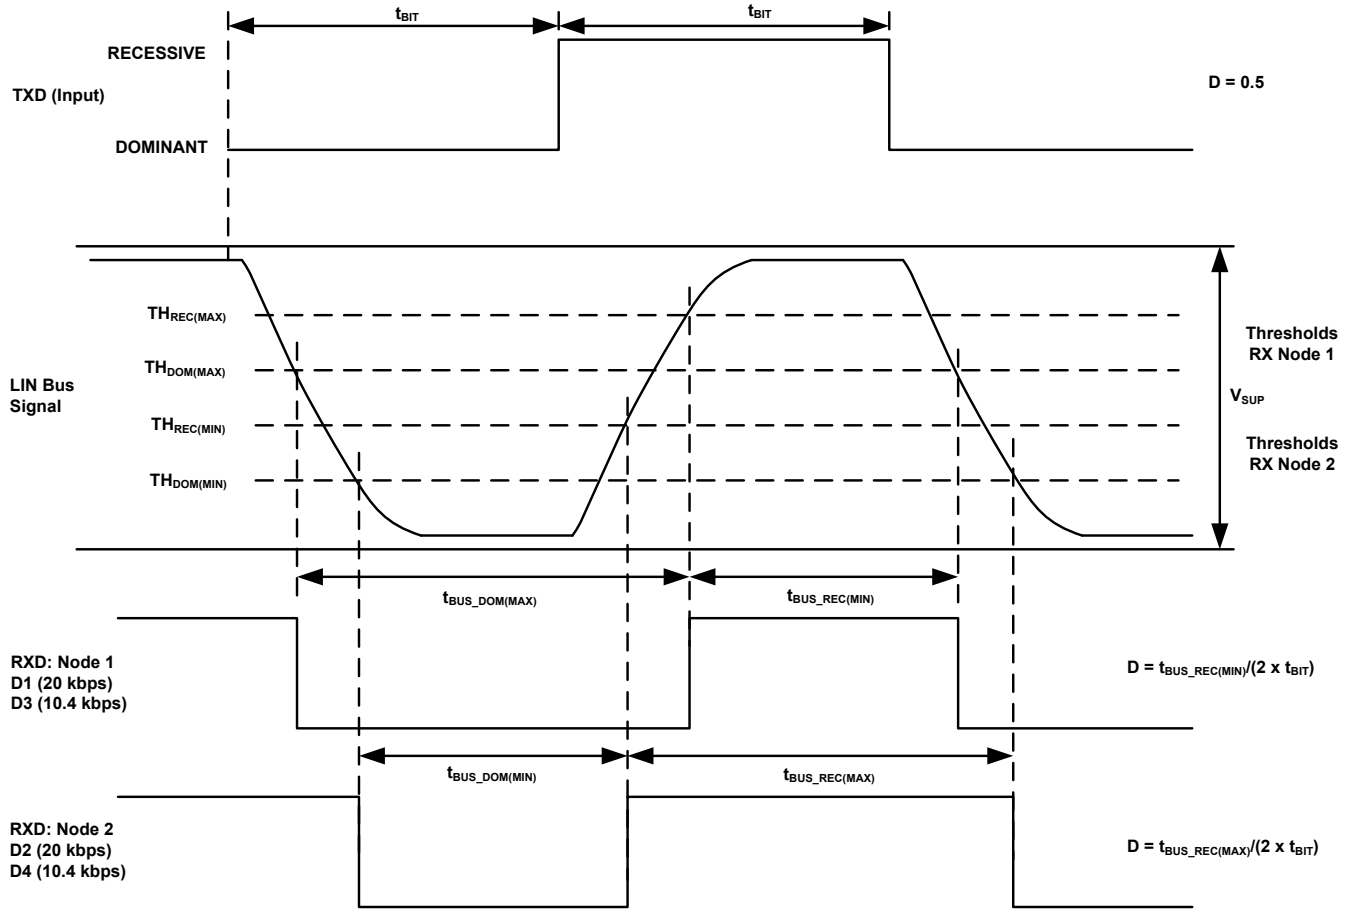 tBIT
tBIT
RECESSIVE
TXD (Input)
D = 0.5
DOMINANT
THREC(MAX)
Thresholds
RX Node 1
THDOM(MAX)
LIN Bus
Signal
VSUP
THREC(MIN)
Thresholds
RX Node 2
THDOM(MIN)
tBUS_DOM(MAX)
tBUS_REC(MIN)
RXD: Node 1
D1 (20 kbps)
D3 (10.4 kbps)
D = tBUS_REC(MIN)/(2 x tBIT)
tBUS_DOM(MIN)
tBUS_REC(MAX)
RXD: Node 2
D2 (20 kbps)
D4 (10.4 kbps)
D = tBUS_REC(MAX)/(2 x tBIT)